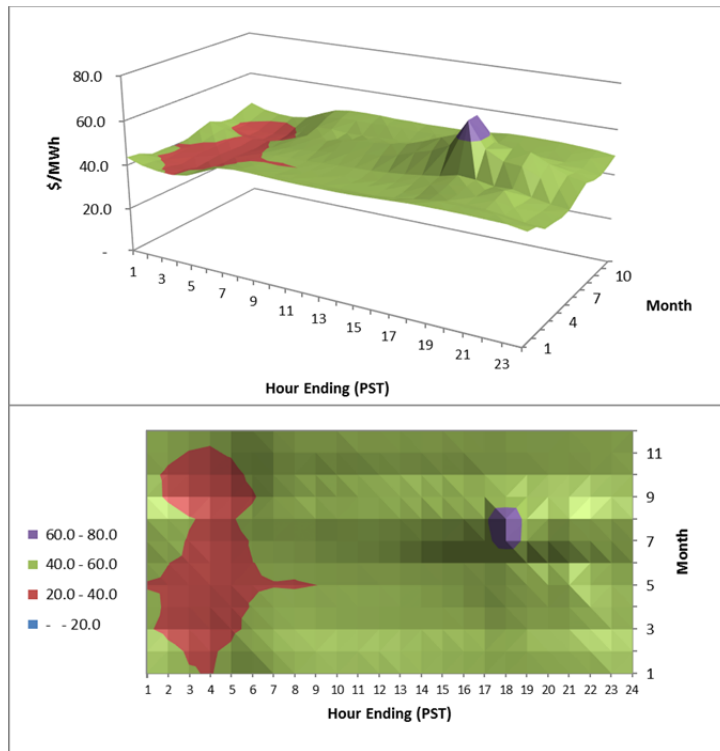 80.0
60.0
40.0
20.0
-
$/MWh
1 3 5 7 9 11 13 15 17 19 21 23
1 4 7 10
Month
Hour Ending (PST)
60.0 - 80.0
40.0 - 60.0
20.0 - 40.0
- - 20.0
11
9
7
5
3
1
Month
1 2 3 4 5 6 7 8 9 10 11 12 13 14 15 16 17 18 19 20 21 22 23 24
Hour Ending (PST)